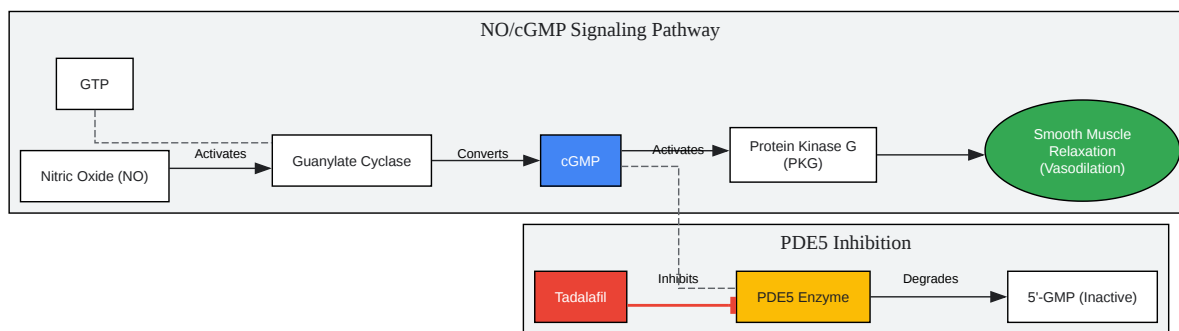 NO/cGMP Signaling Pathway
GTP
Nitric Oxide (NO)
Activates
Guanylate Cyclase
Converts
cGMP
Activates
Protein Kinase G
(PKG)
Smooth Muscle
Relaxation
(Vasodilation)
PDE5 Inhibition
Tadalafil
Inhibits
PDE5 Enzyme
Degrades
5'-GMP (Inactive)